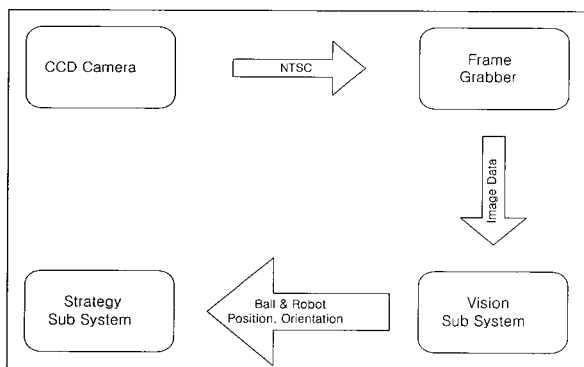 CCD Camera
NTSC
Frame
Grabber
Image Data
Vision
Sub System
Ball & Robot
Position, Orientation
Strategy
Sub System